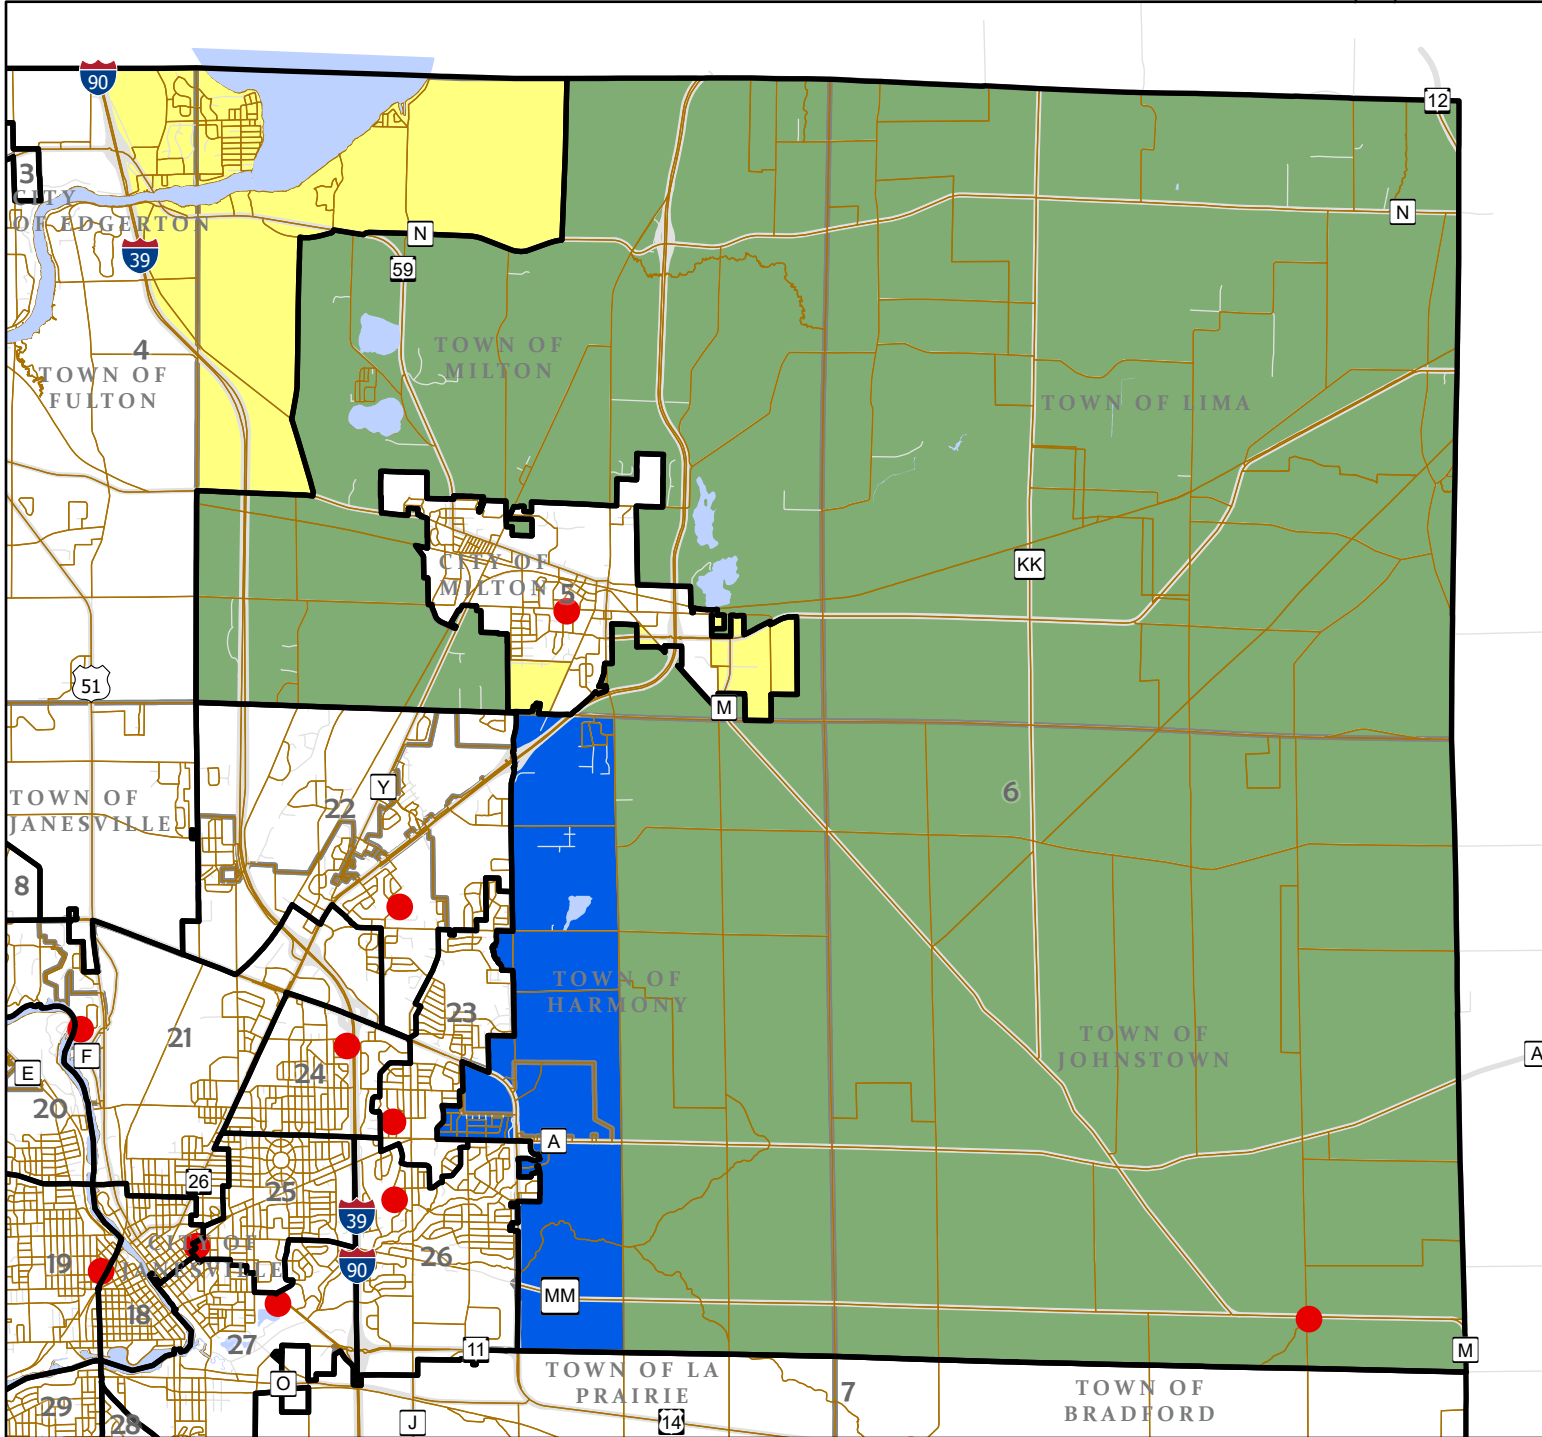 90
12
3
CITY
OF EDGERTON
N
N
39
59
4
TOWN OF
FULTON
TOWN OF
MILTON
TOWN OF LIMA
CITY OF
MILTON
5
KK
51
M
TOWN OF
JANESVILLE
Y
22
6
8
TOWN OF
HARMONY
23
21
F
E
24
20
TOWN OF
JOHNSTOWN
A
A
26
25
39
19
CITY OF
JANESVILLE
90
26
MM
18
27
11
M
O
TOWN OF LA
PRAIRIE
7
TOWN OF
BRADFORD
29
28
J
14